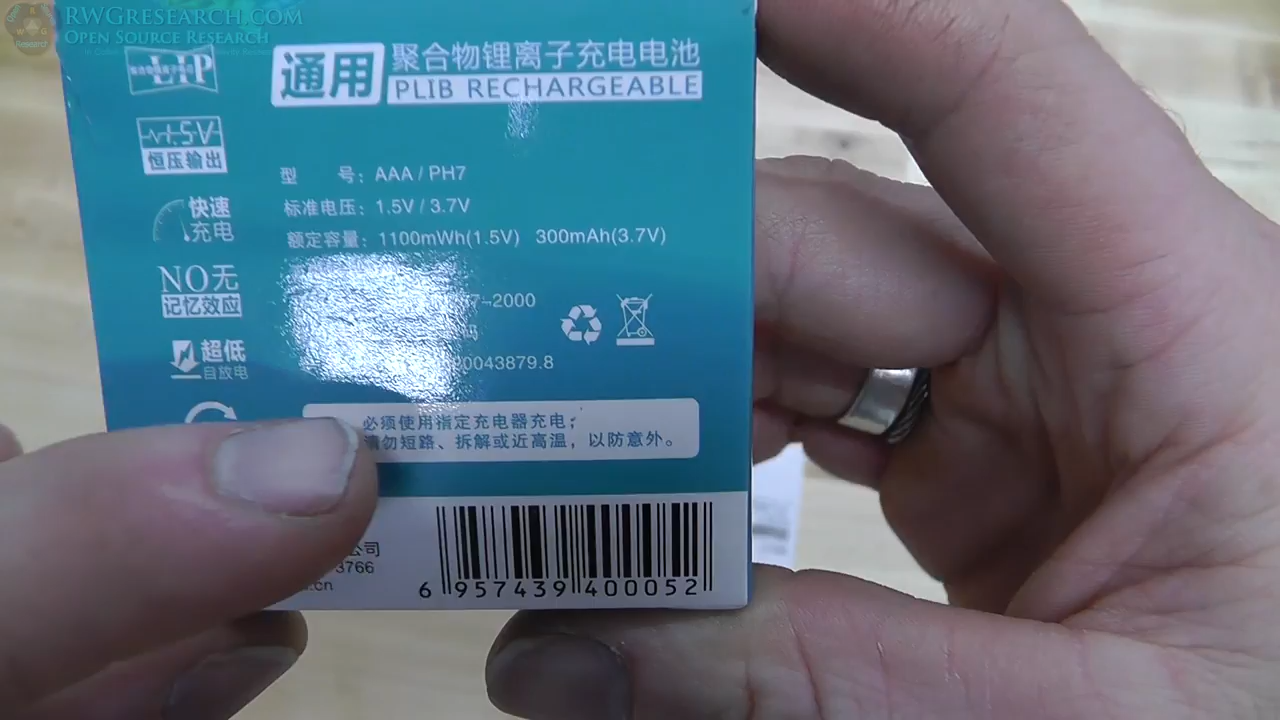 RWGresearch.com
Open Source Research
LIP
通用
聚合物锂离子充电电池
PLIB RECHARGEABLE
1.5V
恒压输出
型 号: AAA / PH7
快速
充电
标准电压: 1.5V / 3.7V
额定容量: 1100mWh(1.5V) 300mAh(3.7V)
NO无
记忆效应
7-2000
超低
自放电
0043879.8
必须使用指定充电器充电;
请勿短路、拆解或近高温，以防意外。
公司
3766
.cn
6 957439 400052